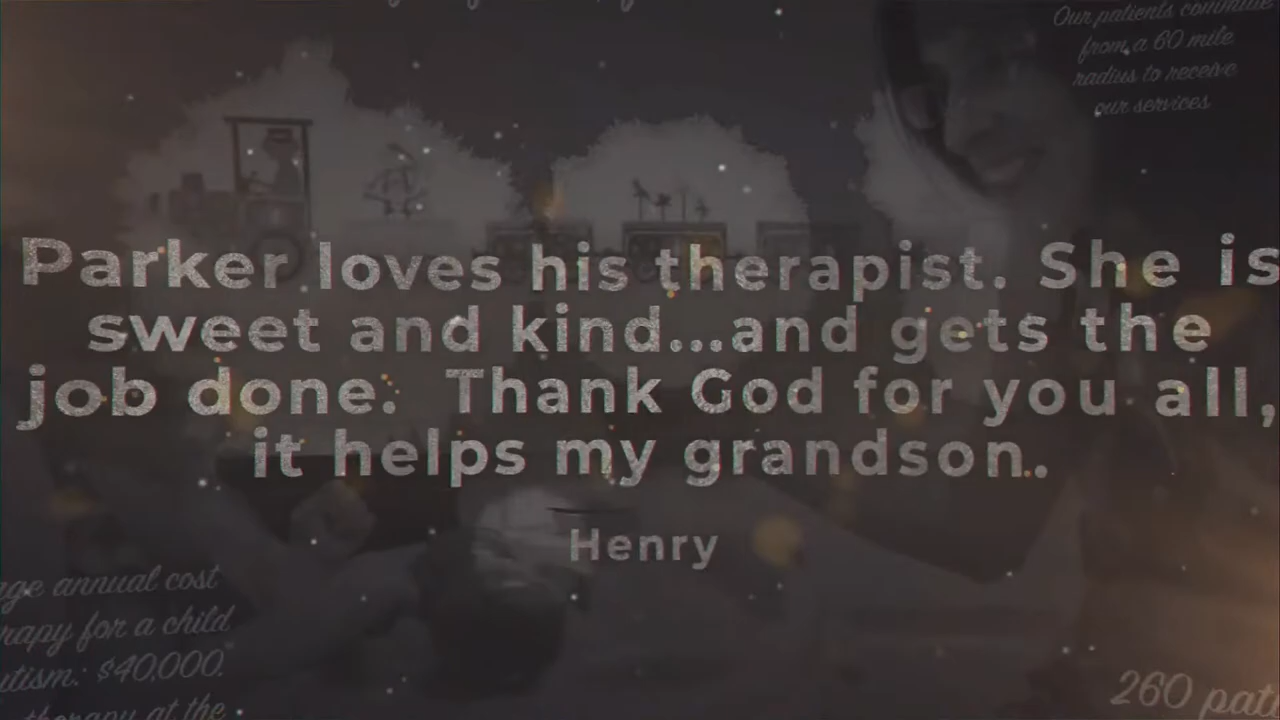 Our patients commute
from a 60 mile
radius to receive
our services
Parker loves his therapist. She is
sweet and kind...and gets the
job done. Thank God for you all,
it helps my grandson.
Henry
annual cost
for a child
$40,000.
therapy at the
260